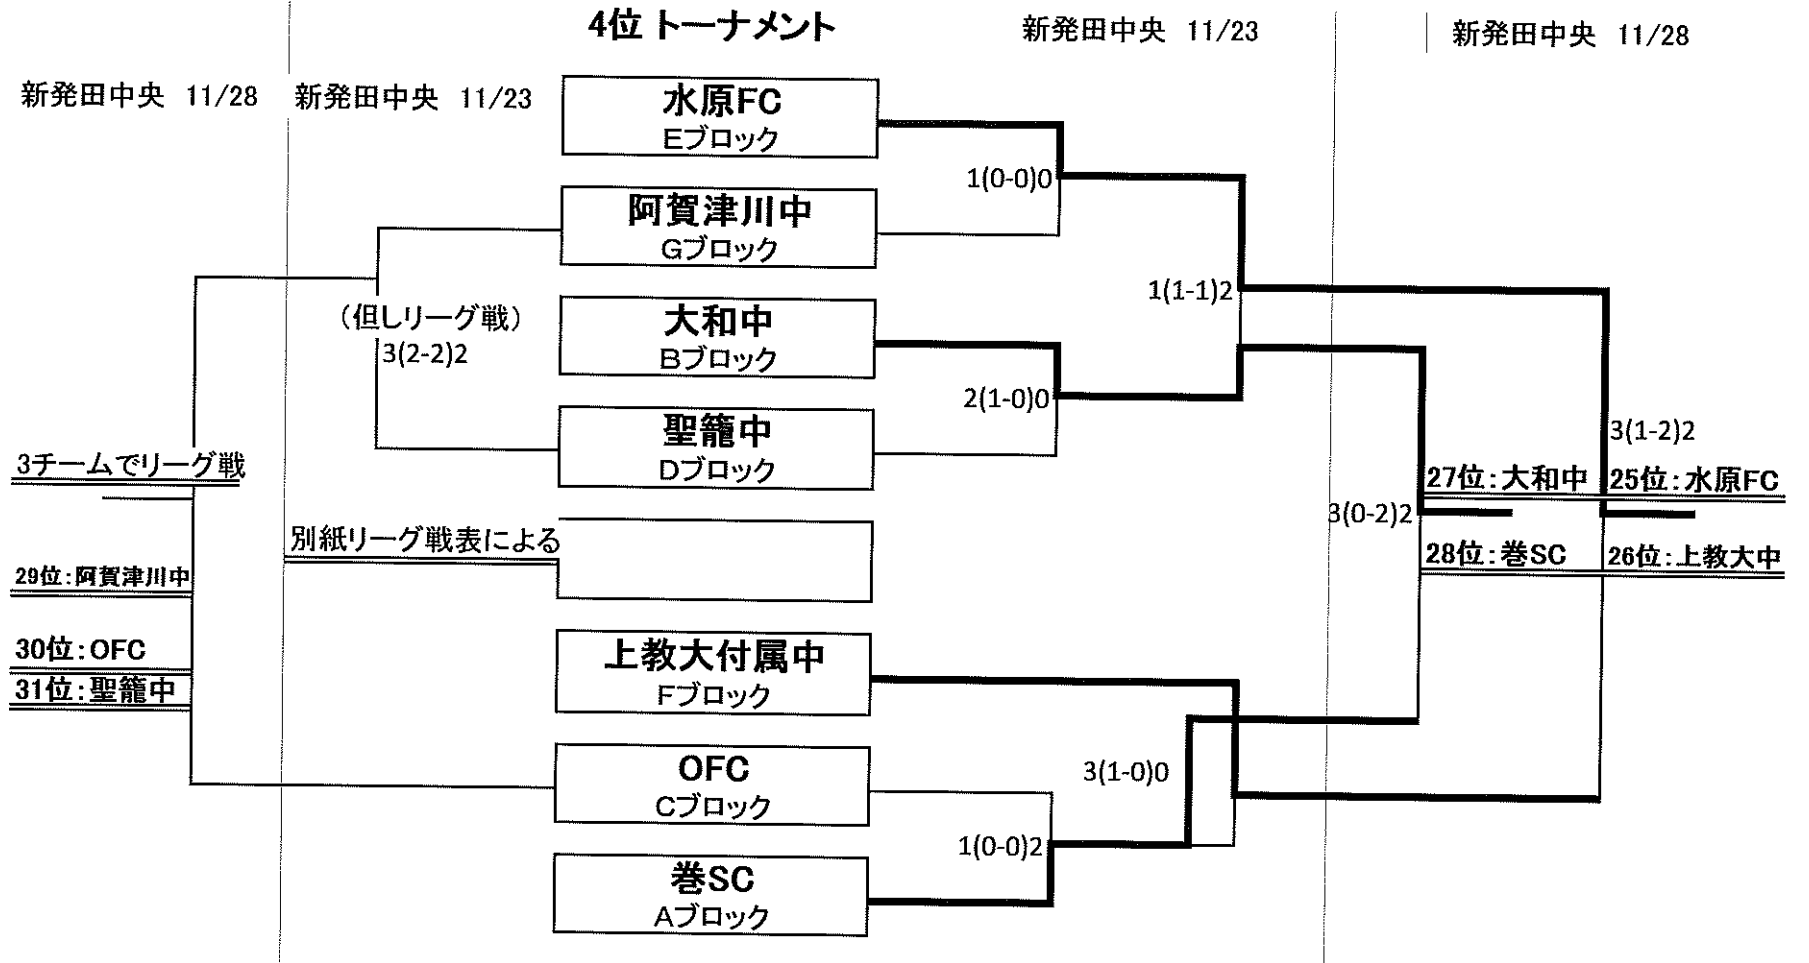 4位 トーナメント
新発田中央 11/23
新発田中央 11/28
新発田中央 11/28
新発田中央 11/23
水原FC
Eブロック
1(0-0)0
阿賀津川中
Gブロック
(但しリーグ戦)
3(2-2)2
大和中
Bブロック
1(1-1)2
2(1-0)0
聖籠中
Dブロック
3チームでリーグ戦
3(1-2)2
27位:大和中
25位:水原FC
3(0-2)2
別紙リーグ戦表による
28位:巻SC
26位:上教大中
29位:阿賀津川中
30位:OFC
31位:聖籠中
上教大付属中
Fブロック
OFC
Cブロック
3(1-0)0
1(0-0)2
巻SC
Aブロック